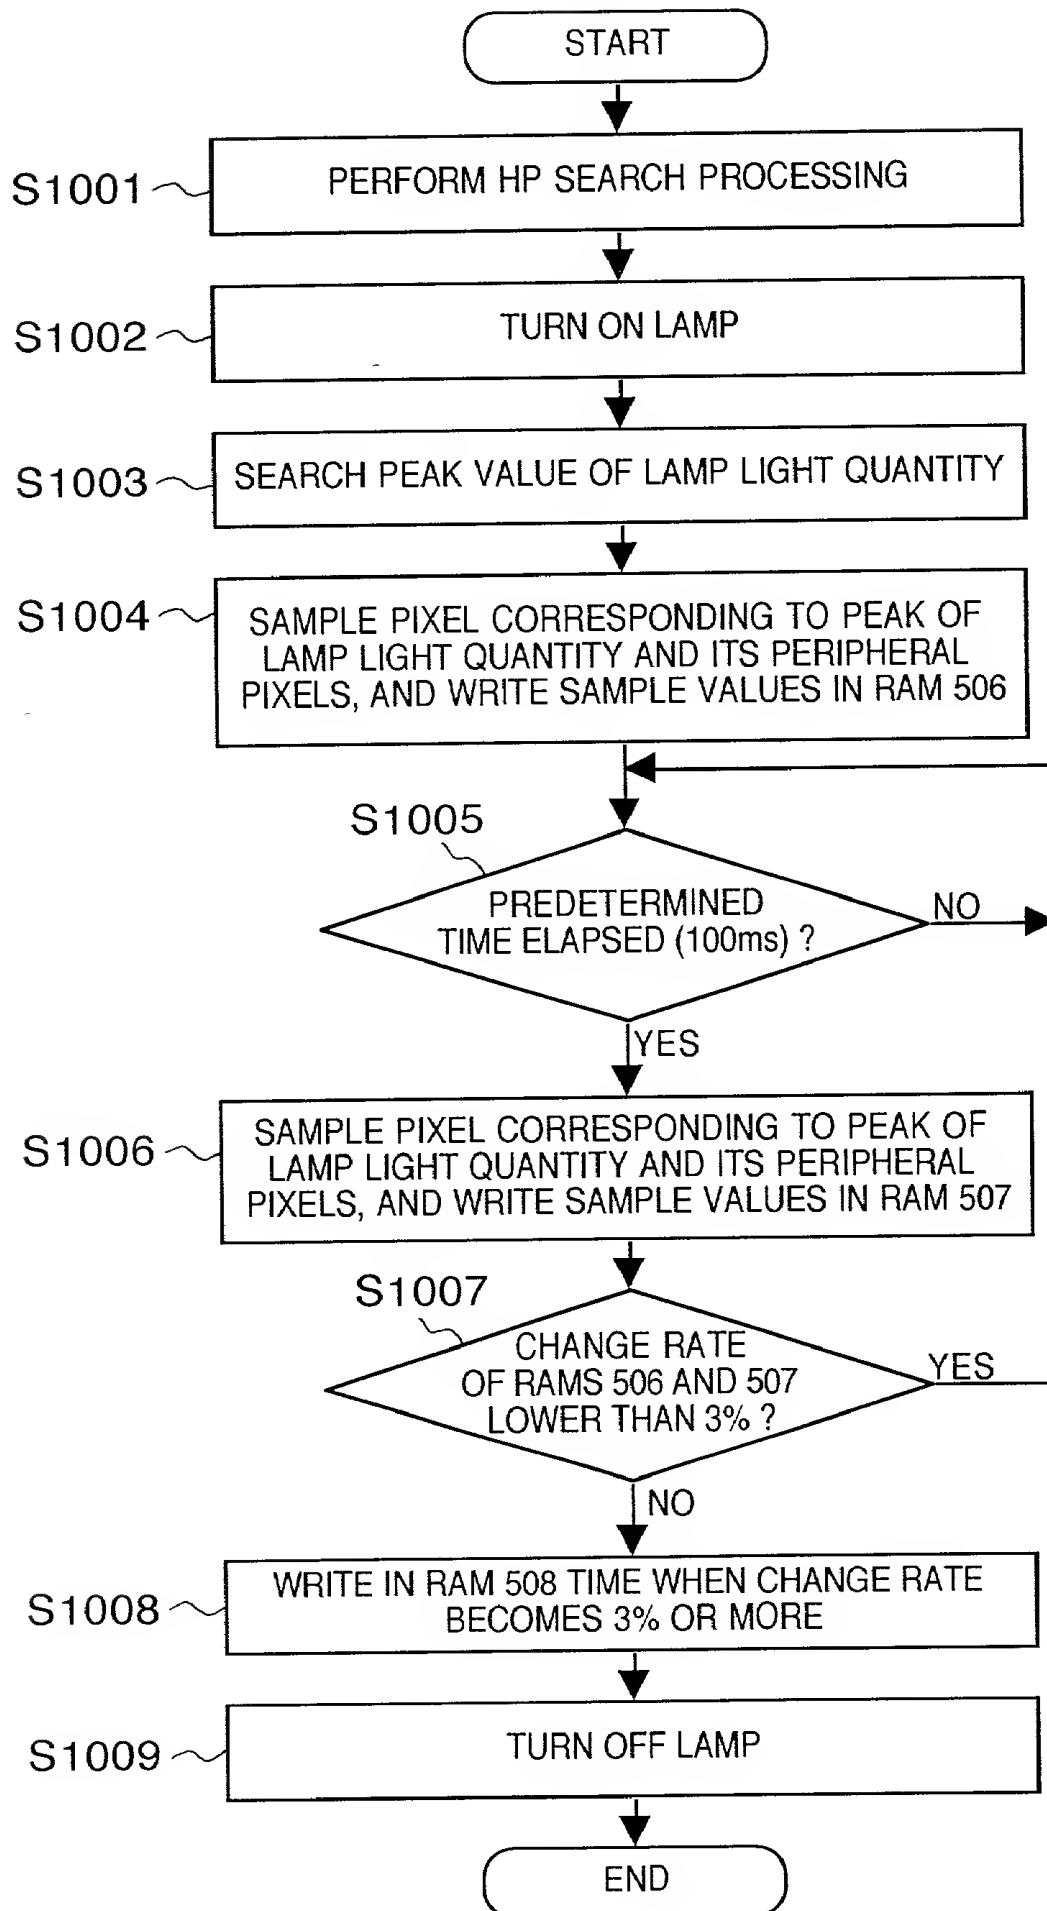 START
S1001
PERFORM HP SEARCH PROCESSING
S1002
TURN ON LAMP
S1003
SEARCH PEAK VALUE OF LAMP LIGHT QUANTITY
S1004
SAMPLE PIXEL CORRESPONDING TO PEAK OF
LAMP LIGHT QUANTITY AND ITS PERIPHERAL
PIXELS, AND WRITE SAMPLE VALUES IN RAM 506
S1005
PREDETERMINED
TIME ELAPSED (100ms) ?
NO
YES
S1006
SAMPLE PIXEL CORRESPONDING TO PEAK OF
LAMP LIGHT QUANTITY AND ITS PERIPHERAL
PIXELS, AND WRITE SAMPLE VALUES IN RAM 507
S1007
CHANGE RATE
OF RAMS 506 AND 507
LOWER THAN 3% ?
YES
NO
S1008
WRITE IN RAM 508 TIME WHEN CHANGE RATE
BECOMES 3% OR MORE
S1009
TURN OFF LAMP
END